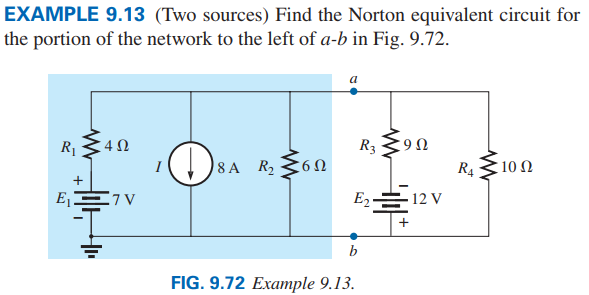 EXAMPLE 9.13 (Two sources) Find the Norton equivalent circuit for
the portion of the network to the left of a-b in Fig. 9.72.
a
R1 4 Ω
I 8 A R2 6 Ω
R3 9 Ω
R4 10 Ω
+
E1 7 V
–
–
E2 12 V
+
b
FIG. 9.72 Example 9.13.